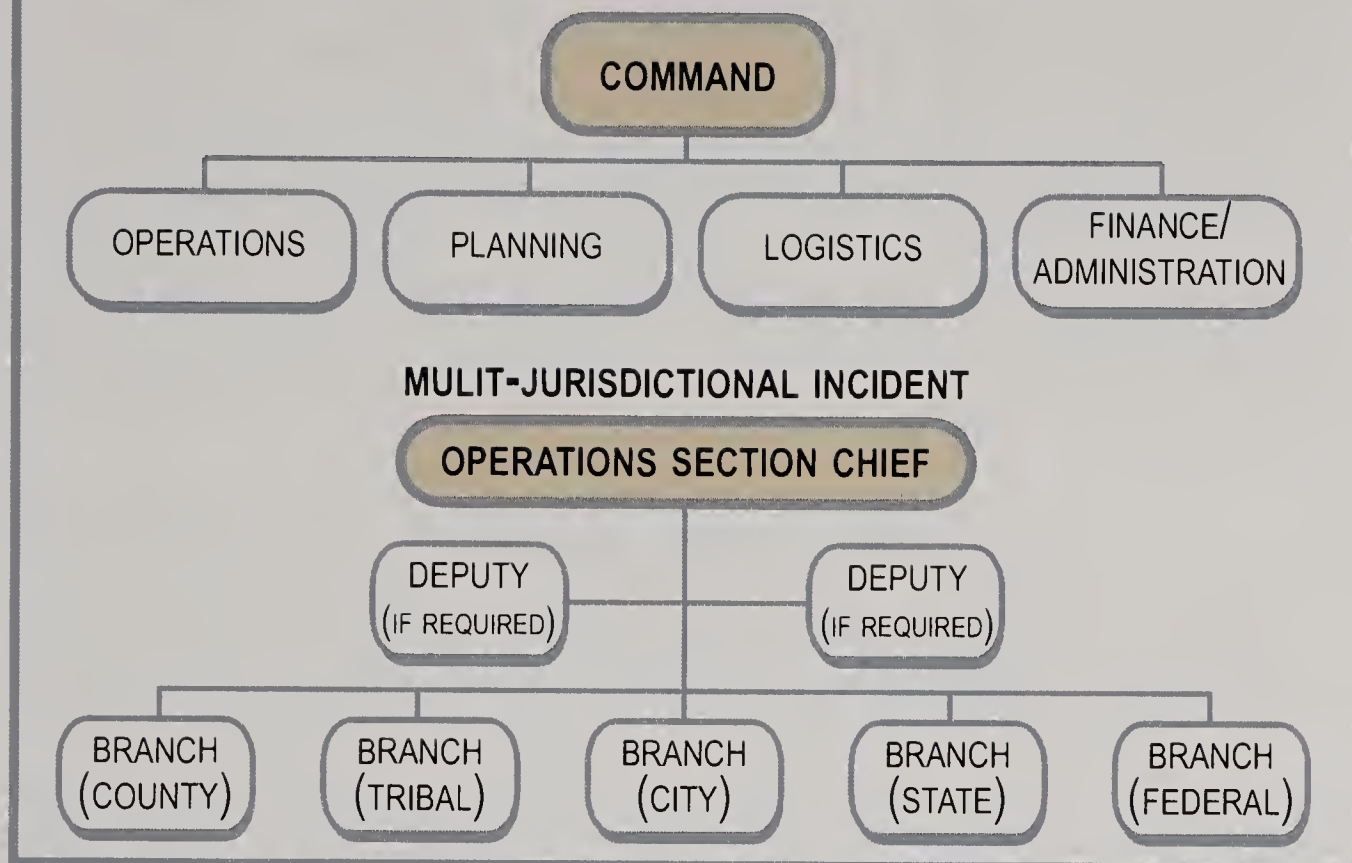 COMMAND
OPERATIONS
PLANNING
LOGISTICS
FINANCE/
ADMINISTRATION
MULIT-JURISDICTIONAL INCIDENT
OPERATIONS SECTION CHIEF
DEPUTY
(IF REQUIRED)
DEPUTY
(IF REQUIRED)
BRANCH
(COUNTY)
BRANCH
(TRIBAL)
BRANCH
(CITY)
BRANCH
(STATE)
BRANCH
(FEDERAL)